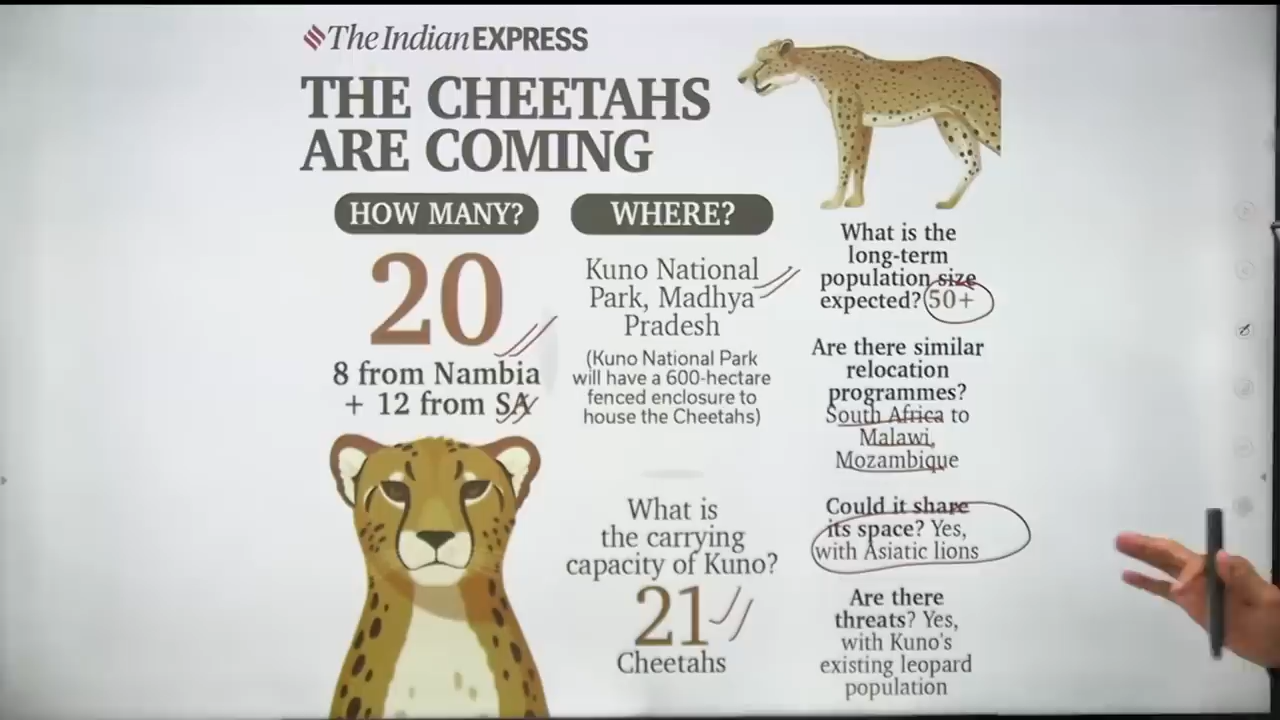 The Indian EXPRESS
THE CHEETAHS
ARE COMING
HOW MANY?
20
8 from Nambia
+ 12 from SA
WHERE?
Kuno National
Park, Madhya
Pradesh
(Kuno National Park
will have a 600-hectare
fenced enclosure to
house the Cheetahs)
What is
the carrying
capacity of Kuno?
21
Cheetahs
What is the
long-term
population size
expected? 50+
Are there similar
relocation
programmes?
South Africa to
Malawi,
Mozambique
Could it share
its space? Yes,
with Asiatic lions
Are there
threats? Yes,
with Kuno's
existing leopard
population